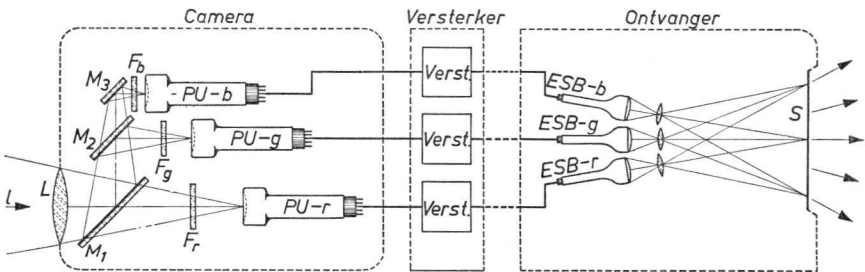 Camera
Versterker
Ontvanger
M3
Fb
PU-b
Verst.
ESB-b
M2
Fg
PU-g
Verst.
ESB-g
S
l
L
M1
Fr
PU-r
Verst.
ESB-r